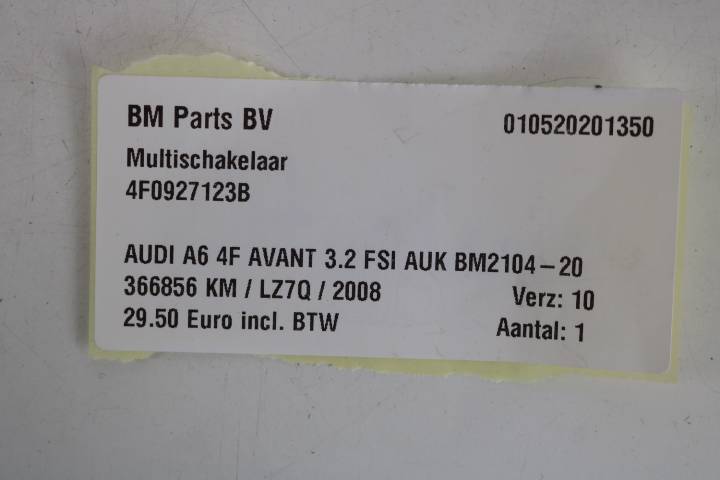 BM Parts BV 010520201350
Multischakelaar
4F0927123B
AUDI A6 4F AVANT 3.2 FSI AUK BM2104-20
366856 KM / LZ7Q / 2008 Verz: 10
29.50 Euro incl. BTW Aantal: 1